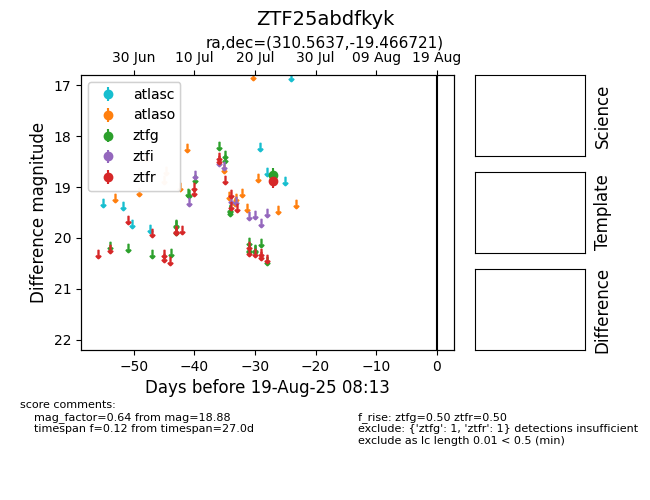 ZTF25abdfkyk
ra,dec=(310.5637,-19.466721)
30 Jun 10 Jul 20 Jul 30 Jul 09 Aug 19 Aug
17
18
19
20
21
22
Difference magnitude
atlasc
atlaso
ztfg
ztfi
ztfr
−50 −40 −30 −20 −10 0
Days before 19-Aug-25 08:13
Science
Template
Difference
score comments:
mag_factor=0.64 from mag=18.88
timespan f=0.12 from timespan=27.0d
f_rise: ztfg=0.50 ztfr=0.50
exclude: {'ztfg': 1, 'ztfr': 1} detections insufficient
exclude as lc length 0.01 < 0.5 (min)